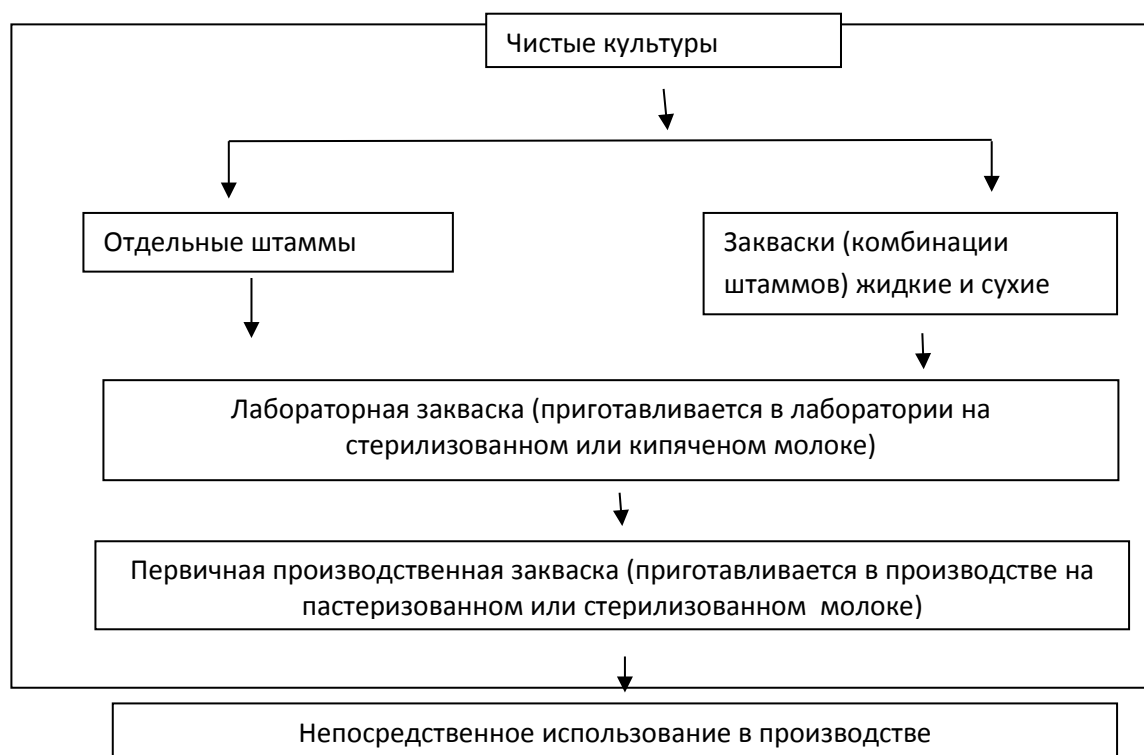 Чистые культуры
Отдельные штаммы
Закваски (комбинации
штаммов) жидкие и сухие
Лабораторная закваска (приготавливается в лаборатории на
стерилизованном или кипяченом молоке)
Первичная производственная закваска (приготавливается в производстве на
пастеризованном или стерилизованном молоке)
Непосредственное использование в производстве